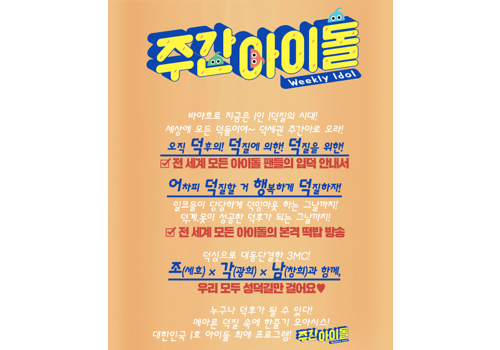 주간아이돌
Weekly Idol
바야흐로 지금은 1인 1덕질의 시대!
세상에 모든 덕들이여~ 덕세권 주간아로 오라!
오직 덕후의! 덕질에 의한! 덕질을 위한!
전 세계 모든 아이돌 팬들의 입덕 안내서
어차피 덕질할 거 행복하게 덕질하자!
일코들이 당당하게 덕밍아웃 하는 그날까지!
덕계못이 성공한 덕후가 되는 그날까지!
전 세계 모든 아이돌의 본격 떡밥 방송
덕심으로 대동단결한 3MC!
조(세호) x 각(광희) x 남(창희)과 함께,
우리 모두 성덕길만 걸어요♥
누구나 덕후가 될 수 있다!
메마른 덕질 속에 한줄기 오아시스!
대한민국 1호 아이돌 최애 프로그램! 주간아이돌